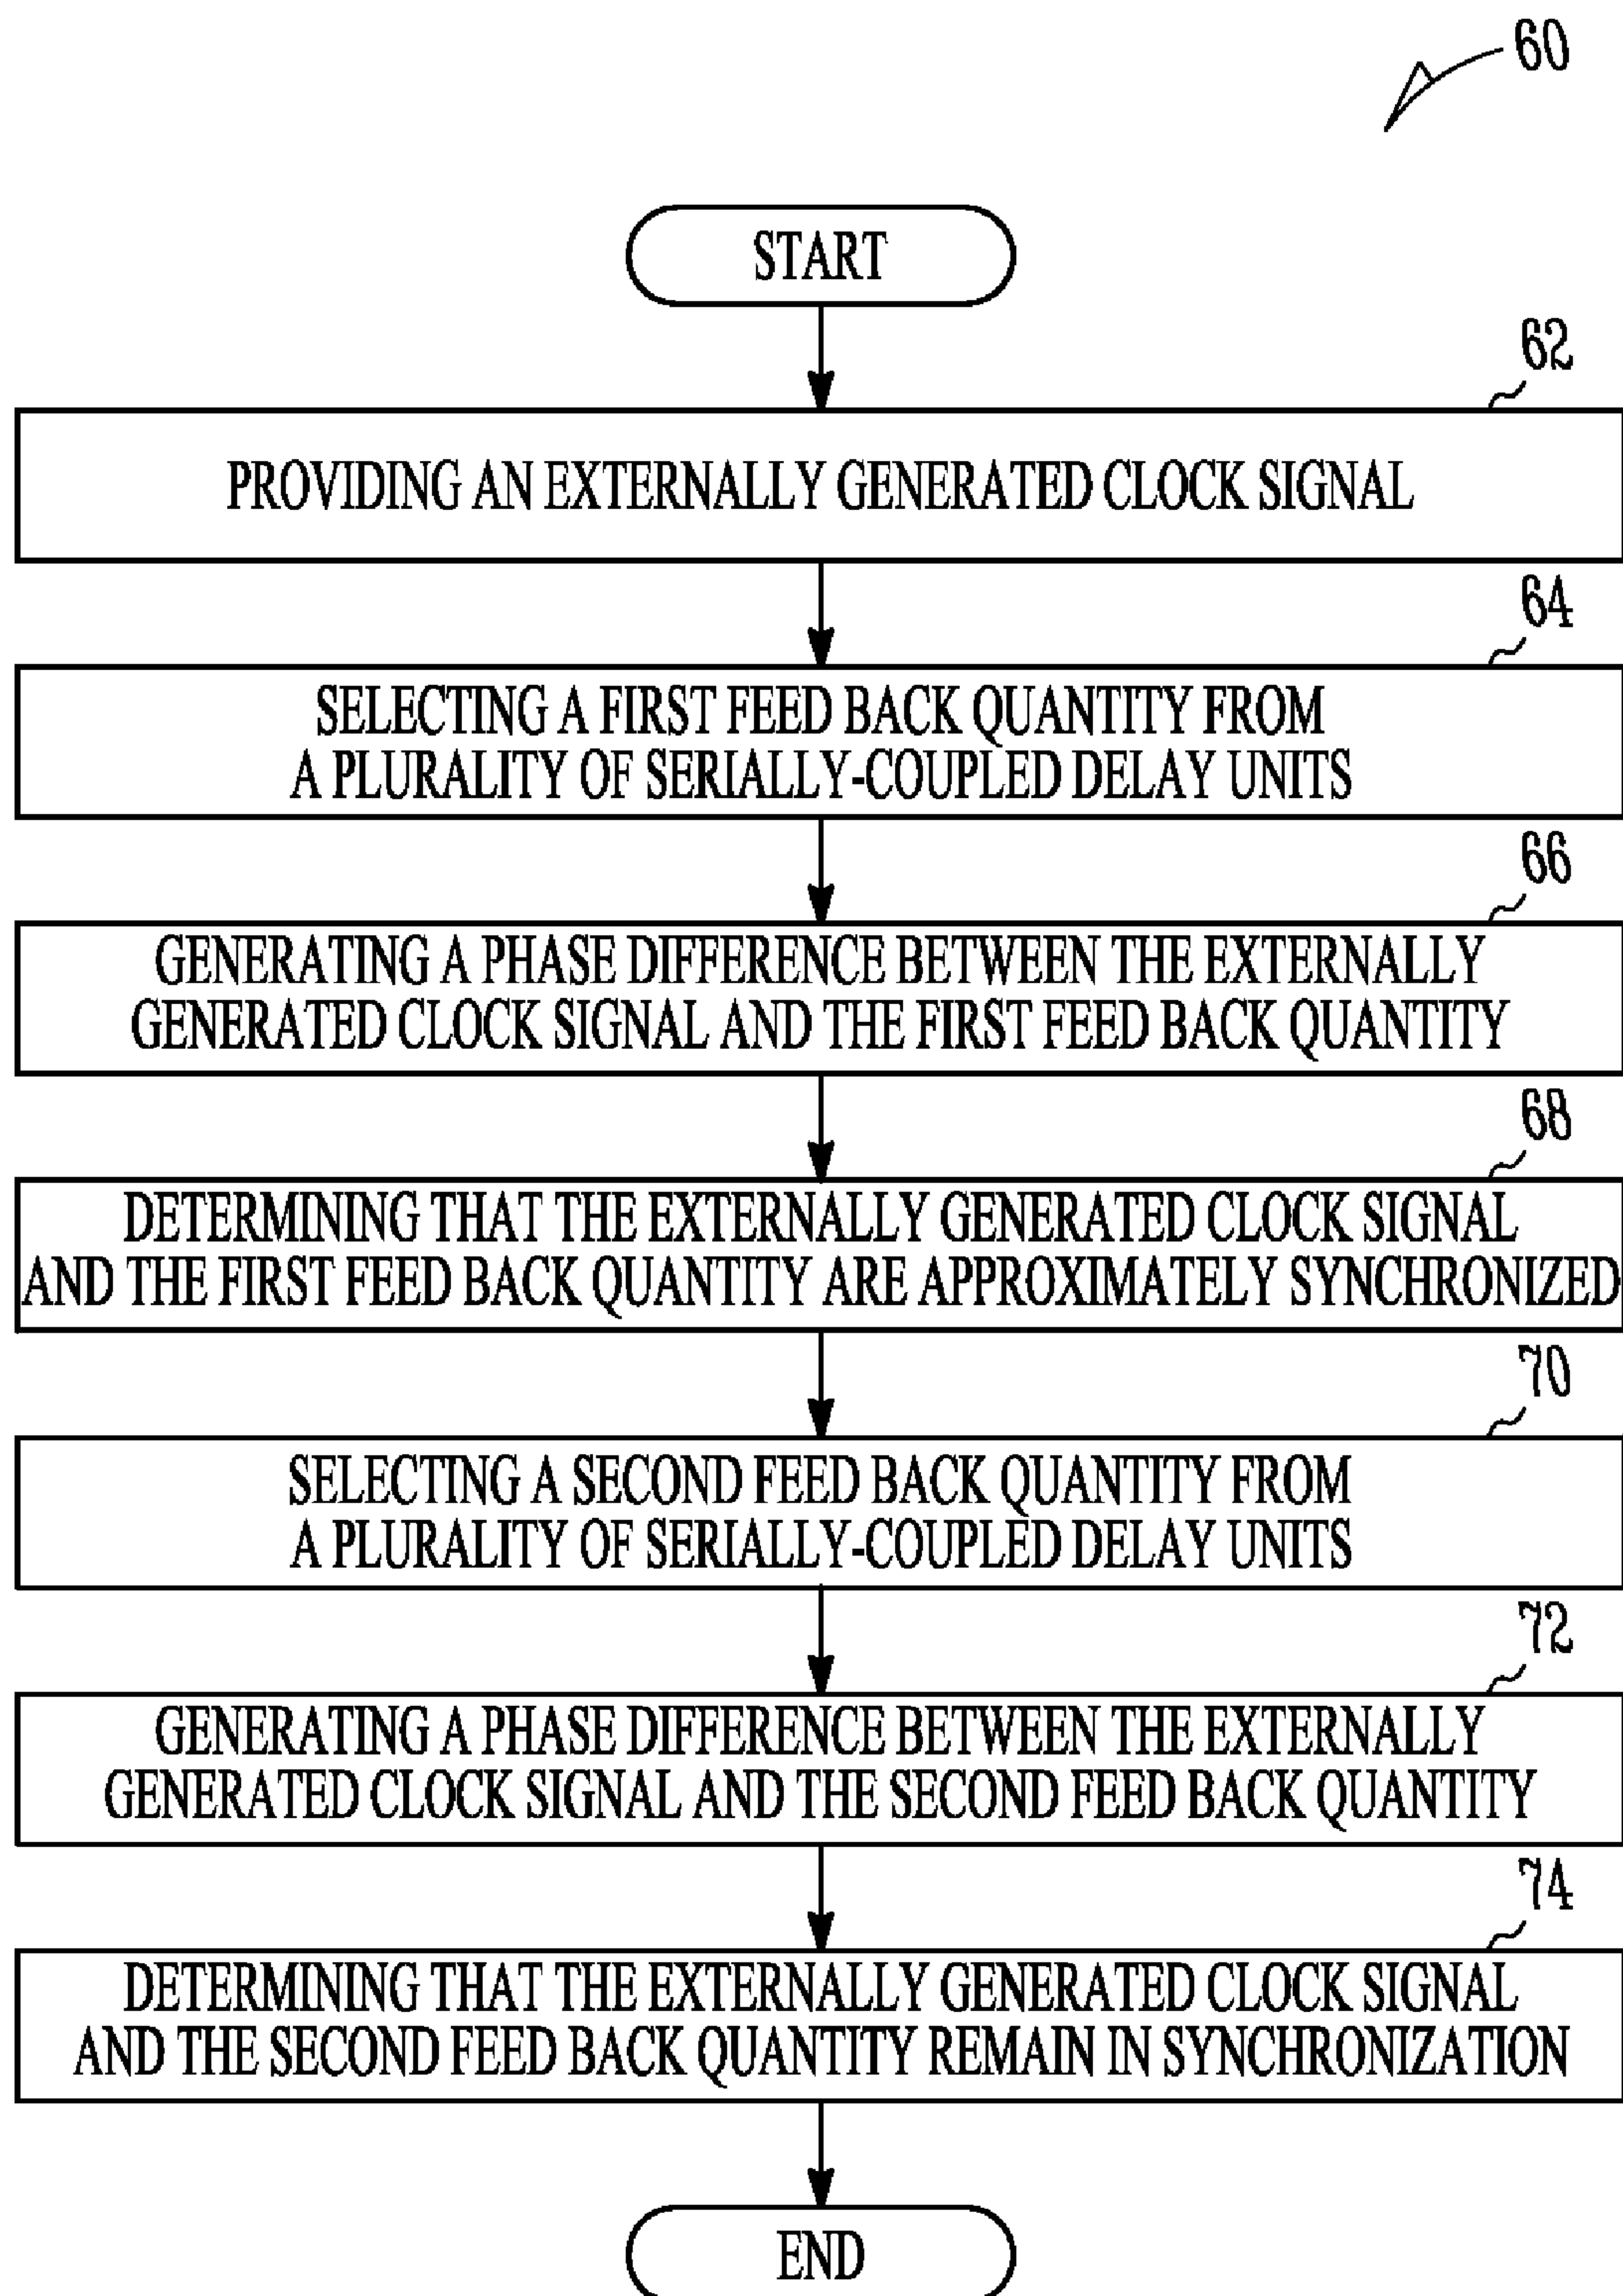 60
START
62
PROVIDING AN EXTERNALLY GENERATED CLOCK SIGNAL
64
SELECTING A FIRST FEED BACK QUANTITY FROM
A PLURALITY OF SERIALLY-COUPLED DELAY UNITS
66
GENERATING A PHASE DIFFERENCE BETWEEN THE EXTERNALLY
GENERATED CLOCK SIGNAL AND THE FIRST FEED BACK QUANTITY
68
DETERMINING THAT THE EXTERNALLY GENERATED CLOCK SIGNAL
AND THE FIRST FEED BACK QUANTITY ARE APPROXIMATELY SYNCHRONIZED
70
SELECTING A SECOND FEED BACK QUANTITY FROM
A PLURALITY OF SERIALLY-COUPLED DELAY UNITS
72
GENERATING A PHASE DIFFERENCE BETWEEN THE EXTERNALLY
GENERATED CLOCK SIGNAL AND THE SECOND FEED BACK QUANTITY
74
DETERMINING THAT THE EXTERNALLY GENERATED CLOCK SIGNAL
AND THE SECOND FEED BACK QUANTITY REMAIN IN SYNCHRONIZATION
END